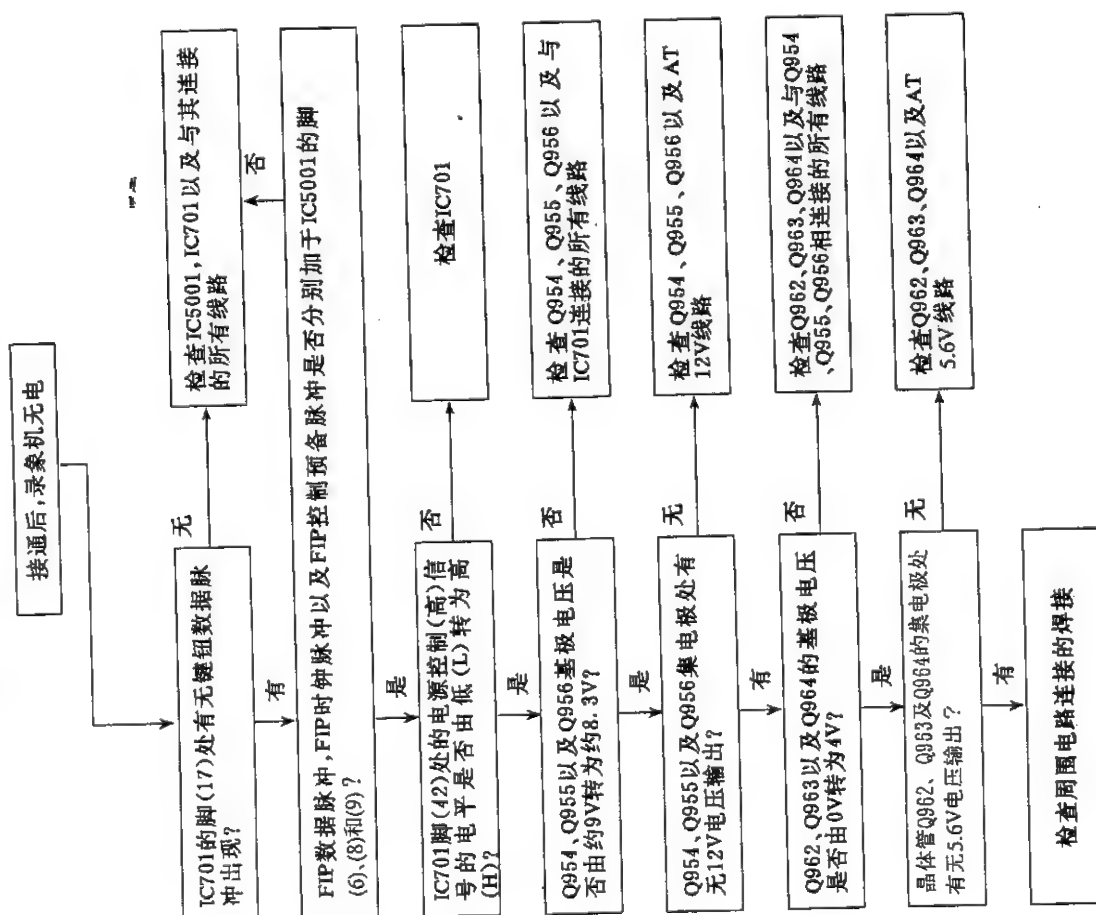 接通后,录象机无电
IC701的脚(17)处有无键钮数据脉
冲出现?
无
检查IC5001,IC701以及与其连接
的所有线路
有
否
FIP数据脉冲,FIP时钟脉冲以及FIP控制预备脉冲是否分别加于IC5001的脚
(6)、(8)和(9)?
是
IC701脚(42)处的电源控制(高)信
号的电平是否由低(L)转为高
(H)?
否
检查IC701
是
Q954、Q955以及Q956基极电压是
否由约9V转为约8.3V?
否
检查Q954、Q955、Q956以及与
IC701连接的所有线路
是
Q954、Q955以及Q956集电极处有
无12V电压输出?
无
检查Q954、Q955、Q956以及AT
12V线路
有
Q962、Q963以及Q964的基极电压
是否由0V转为4V?
否
检查Q962、Q963、Q964以及与Q954
、Q955、Q956相连接的所有线路
是
晶体管Q962、Q963及Q964的集电极处
有无5.6V电压输出?
无
检查Q962、Q963、Q964以及AT
5.6V线路
有
检查周围电路连接的焊接